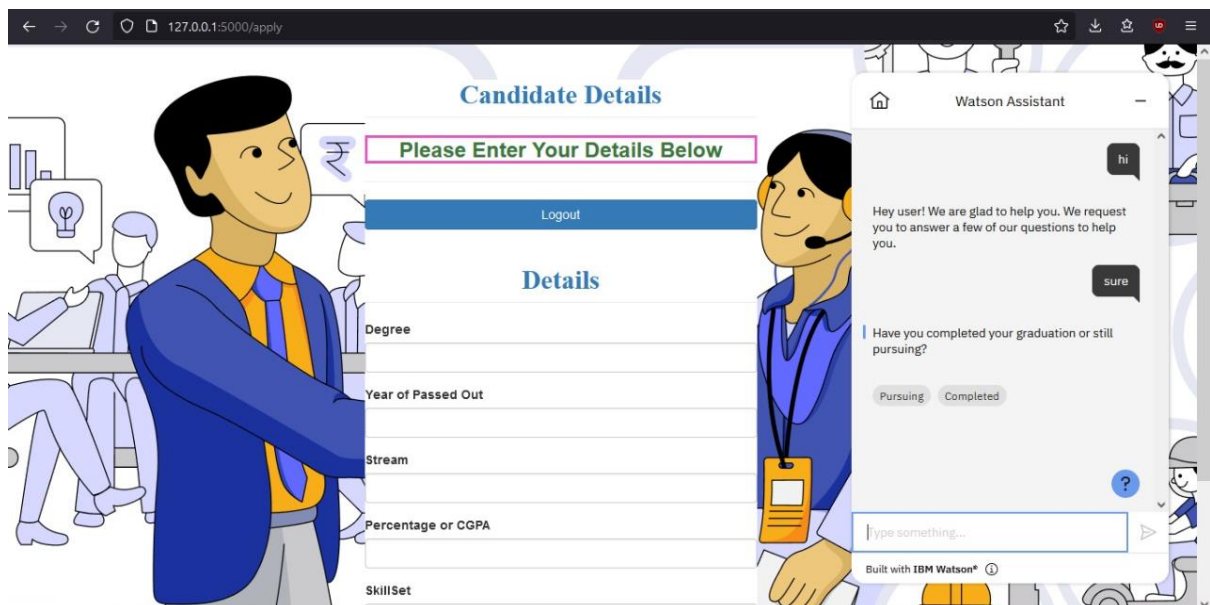 127.0.0.1:5000/apply
Candidate Details
Please Enter Your Details Below
Logout
Details
Degree
Year of Passed Out
Stream
Percentage or CGPA
SkillSet
₹
Watson Assistant
hi
Hey user! We are glad to help you. We request
you to answer a few of our questions to help
you.
sure
Have you completed your graduation or still
pursuing?
Pursuing Completed
?
Type something...
Built with IBM Watson®